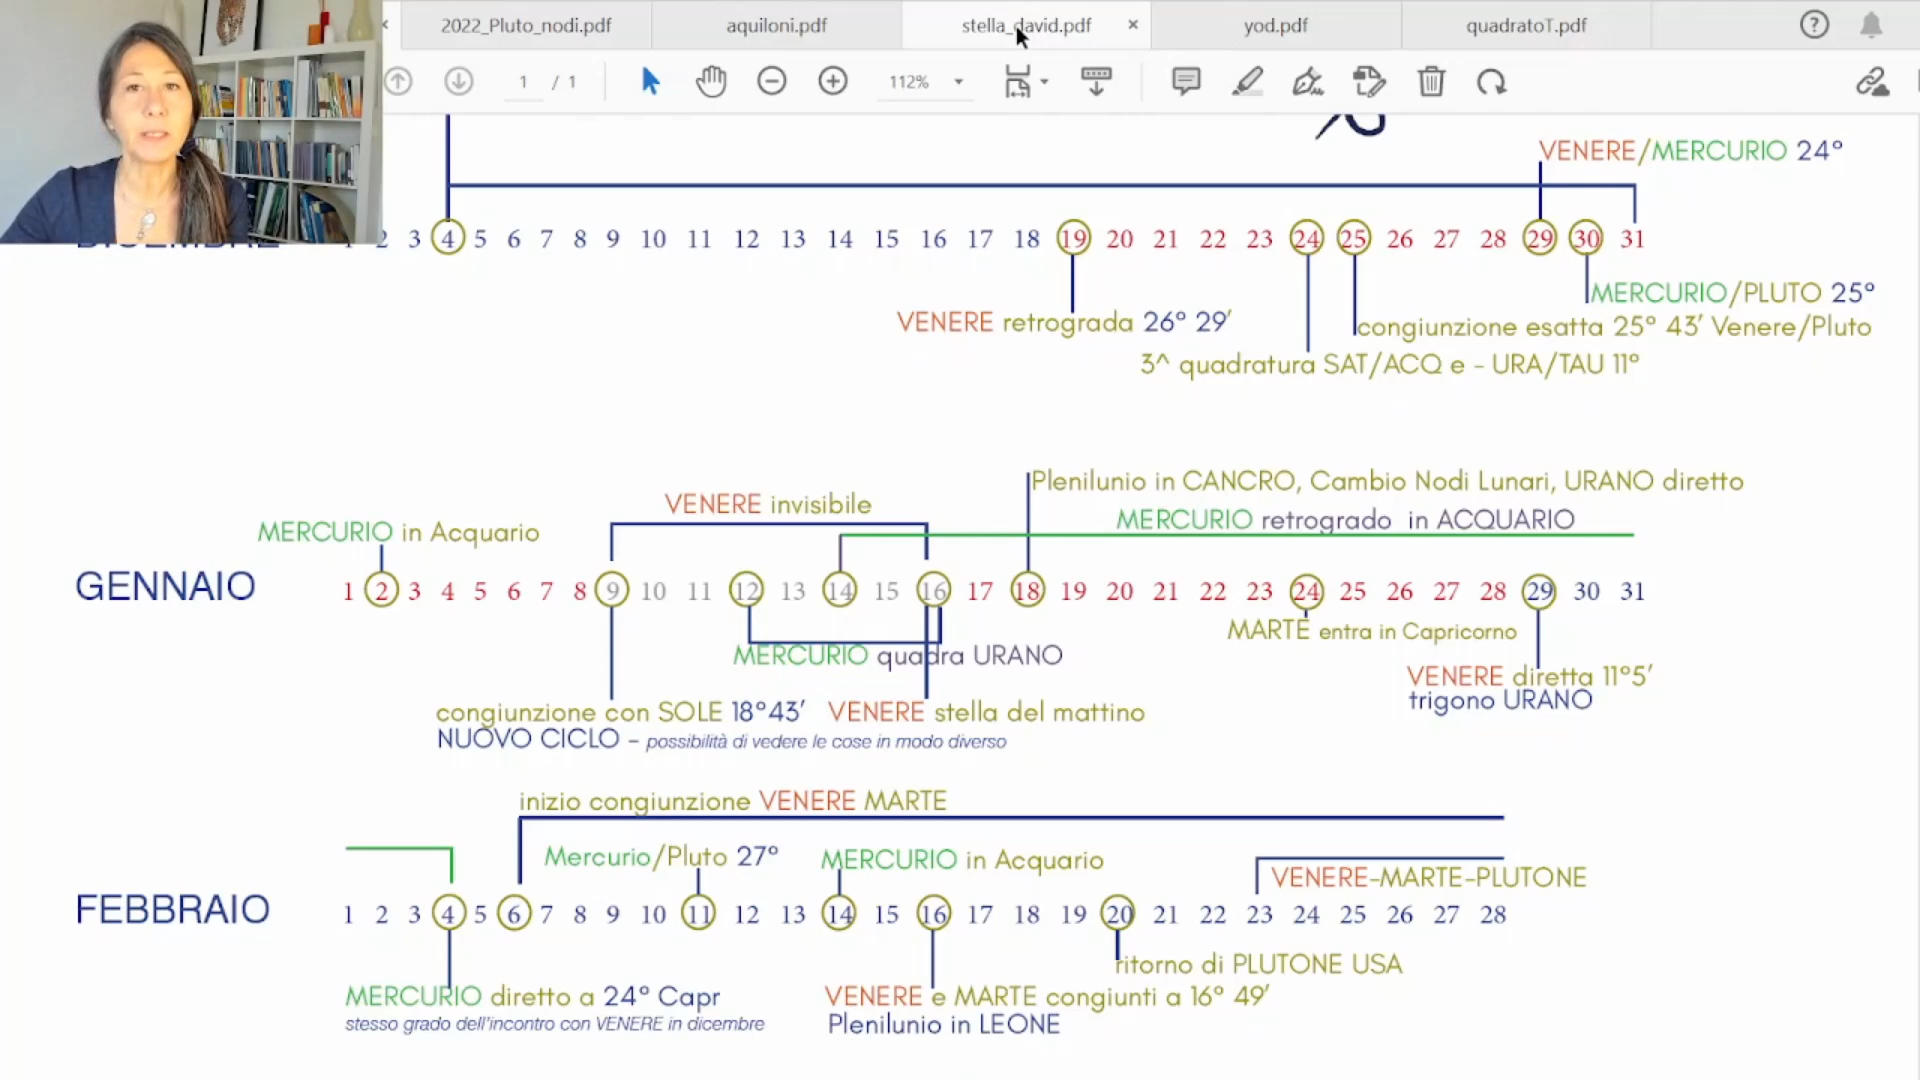 2022_Pluto_nodi.pdf aquiloni.pdf stella_david.pdf × yod.pdf quadratoT.pdf
1 / 1 112%
VENERE/MERCURIO 24°
3 4 5 6 7 8 9 10 11 12 13 14 15 16 17 18 19 20 21 22 23 24 25 26 27 28 29 30 31
MERCURIO/PLUTO 25°
VENERE retrograda 26° 29’
congiunzione esatta 25° 43’ Venere/Pluto
3^ quadratura SAT/ACQ e - URA/TAU 11°
Plenilunio in CANCRO, Cambio Nodi Lunari, URANO diretto
VENERE invisibile
MERCURIO retrogrado in ACQUARIO
MERCURIO in Acquario
GENNAIO 1 2 3 4 5 6 7 8 9 10 11 12 13 14 15 16 17 18 19 20 21 22 23 24 25 26 27 28 29 30 31
MARTE entra in Capricorno
MERCURIO quadra URANO
VENERE diretta 11°5’
trigono URANO
congiunzione con SOLE 18°43’ VENERE stella del mattino
NUOVO CICLO – possibilità di vedere le cose in modo diverso
inizio congiunzione VENERE MARTE
Mercurio/Pluto 27° MERCURIO in Acquario
VENERE-MARTE-PLUTONE
FEBBRAIO 1 2 3 4 5 6 7 8 9 10 11 12 13 14 15 16 17 18 19 20 21 22 23 24 25 26 27 28
ritorno di PLUTONE USA
MERCURIO diretto a 24° Capr VENERE e MARTE congiunti a 16° 49’
stesso grado dell'incontro con VENERE in dicembre Plenilunio in LEONE